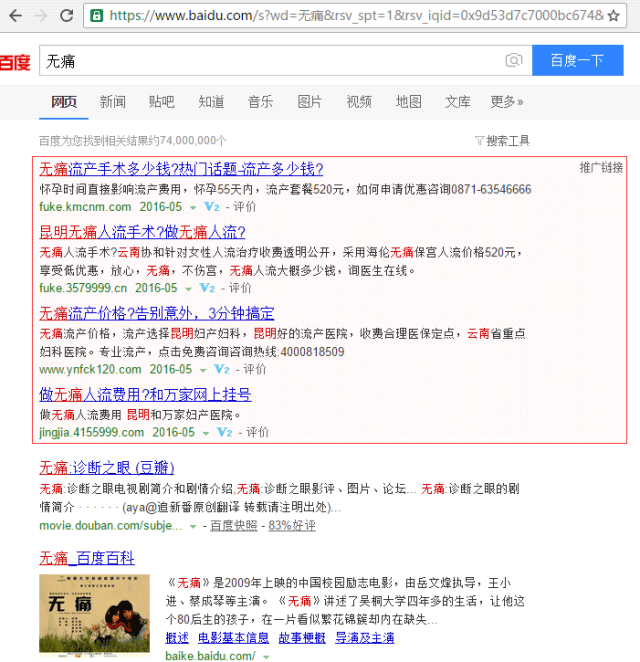 https://www.baidu.com/s?wd=无痛&rsv_spt=1&rsv_iqid=0x9d53d7c7000bc674&
百度 无痛 百度一下
网页 新闻 贴吧 知道 音乐 图片 视频 地图 文库 更多»
百度为您找到相关结果约74,000,000个 搜索工具
无痛流产手术多少钱?热门话题-流产多少钱? 推广链接
怀孕时间直接影响流产费用，怀孕55天内，流产套餐520元，如何申请优惠咨询0871-63546666
fuke.kmcnm.com 2016-05 V2 - 评价
昆明无痛人流手术?做无痛人流?
无痛人流手术?云南协和针对女性人流治疗收费透明公开，采用海伦无痛保宫人流价格520元，
享受低优惠，放心，无痛，不伤宫，无痛人流大概多少钱，询医生在线。
fuke.3579999.cn 2016-05 V2 - 评价
无痛流产价格?告别意外，3分钟搞定
无痛流产价格，流产选择昆明妇产妇科，昆明好的流产医院，收费合理医保定点，云南省重点
妇科医院。专业流产，点击免费咨询咨询热线:4000818509
www.ynfck120.com 2016-05 V2 - 评价
做无痛人流费用?和万家网上挂号
做无痛人流费用 昆明和万家妇产医院。
jingjia.4155999.com 2016-05 V2 - 评价
无痛:诊断之眼 (豆瓣)
无痛:诊断之眼电视剧简介和剧情介绍,无痛:诊断之眼影评、图片、论坛... 无痛:诊断之眼的剧
情简介 · · · · · · (aya@追新番原创翻译 转载请注明出处)...
movie.douban.com/subje... - 百度快照 - 83%好评
无痛_百度百科
无痛
《无痛》是2009年上映的中国校园励志电影，由岳文烽执导，王小
进、蔡成琴等主演。《无痛》讲述了吴桐大学四年多的生活，让他这
个80后生的孩子，在一片看似繁花锦簇却内在缺失...
概述 电影基本信息 故事梗概 导演及主演
baike.baidu.com/